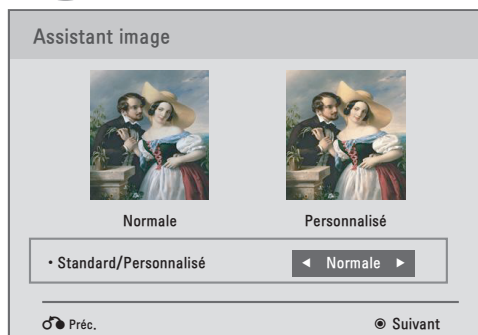 Assistant image
Normale Personnalisé
• Standard/Personnalisé ◄ Normale ►
Préc. ◉ Suivant